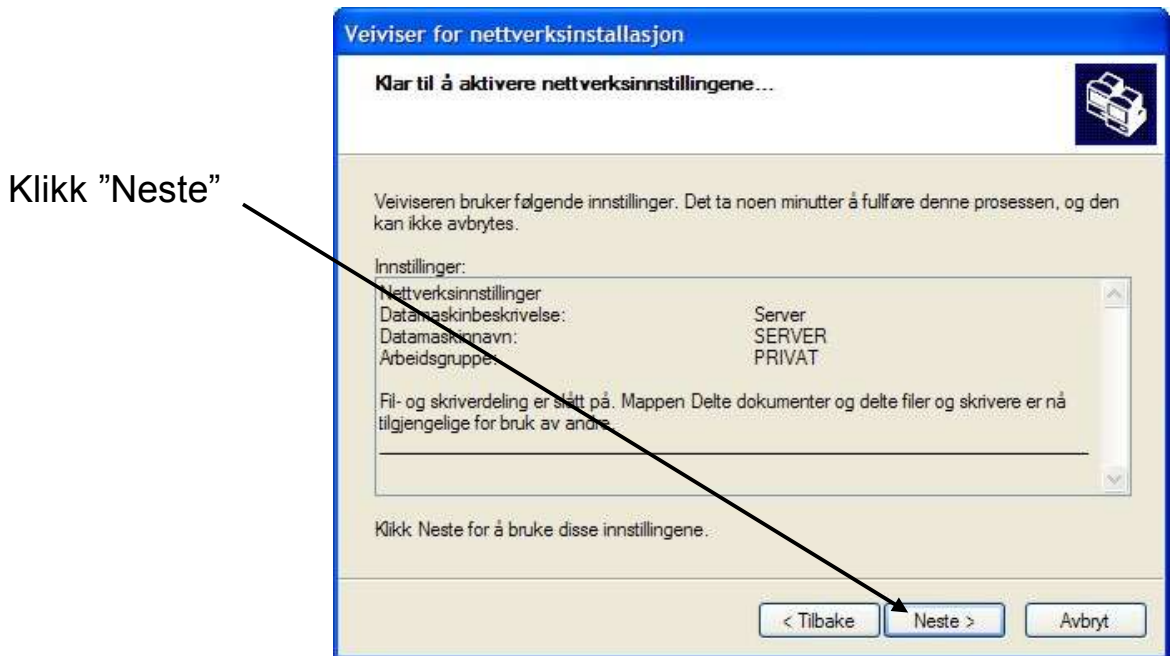 Veiviser for nettverksinstallasjon
Klar til å aktivere nettverksinnstillingene...
Klikk ”Neste”
Veiviseren bruker følgende innstillinger. Det ta noen minutter å fullføre denne prosessen, og den
kan ikke avbrytes.
Innstillinger:
Nettverksinnstillinger
Datamaskinbeskrivelse: Server
Datamaskinnavn: SERVER
Arbeidsgruppe: PRIVAT
Fil- og skriverdeling er slått på. Mappen Delte dokumenter og delte filer og skrivere er nå
tilgjengelige for bruk av andre.
Klikk Neste for å bruke disse innstillingene.
< Tilbake Neste > Avbryt